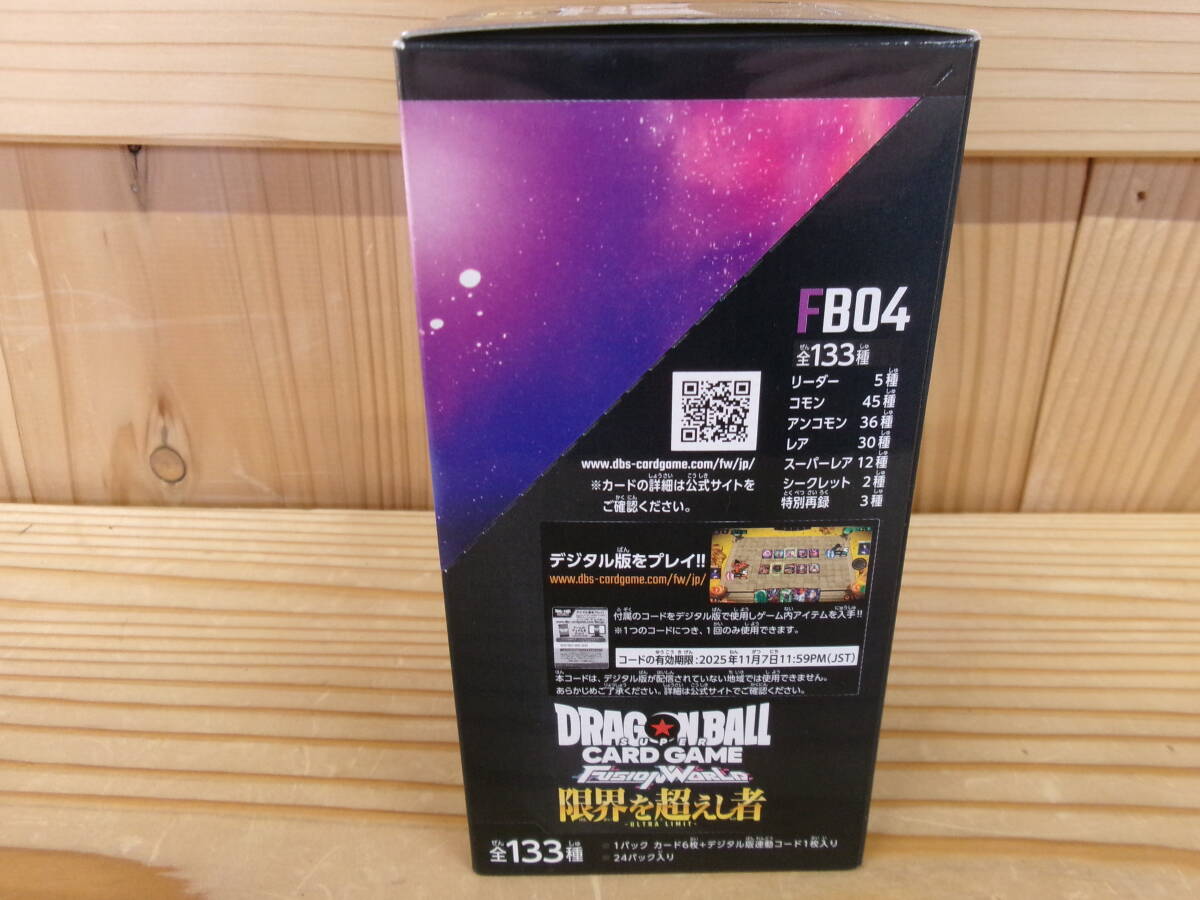 FB04
全133種
リーダー 5種
コモン 45種
アンコモン 36種
レア 30種
スーパーレア 12種
シークレット 2種
特別再録 3種
www.dbs-cardgame.com/fw/jp/
※カードの詳細は公式サイトを
ご確認ください。
デジタル版をプレイ!!
www.dbs-cardgame.com/fw/jp/
付属のコードをデジタル版で使用しゲーム内アイテムを入手!!
※1つのコードにつき、1回のみ使用できます。
コードの有効期限:2025年11月7日11:59PM(JST)
本コードは、デジタル版が配信されていない地域では使用できません。
あらかじめご了承ください。詳細は公式サイトでご確認ください。
DRAGON BALL
SUPER
CARD GAME
FUSION WORLD
限界を超えし者
-ULTRA LIMIT-
全133種
1パック カード6枚+デジタル版連動コード1枚入り
24パック入り